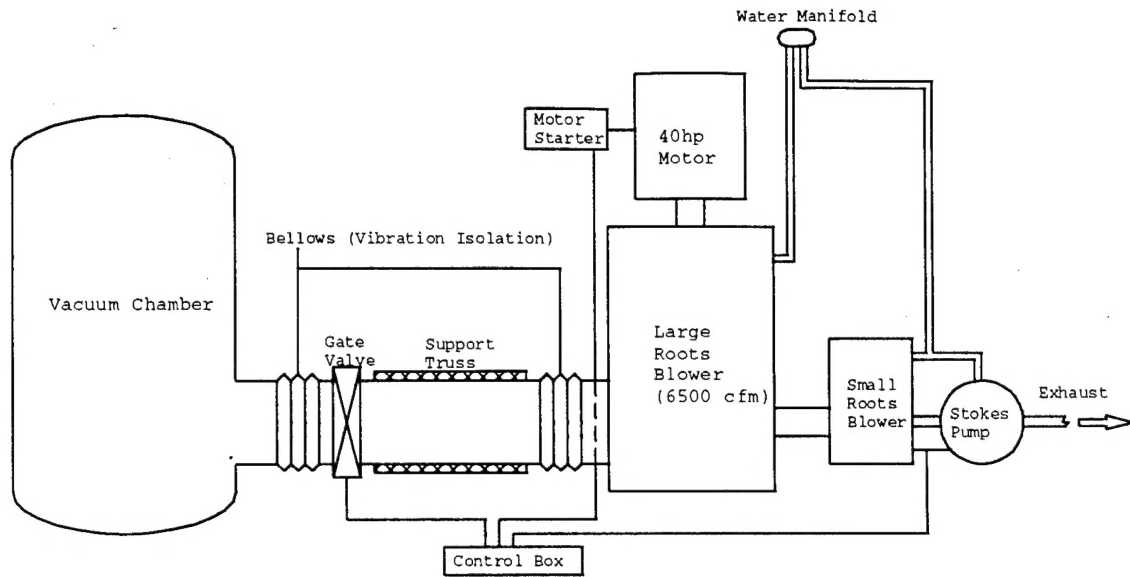 Water Manifold
Motor
Starter
40hp
Motor
Bellows (Vibration Isolation)
Vacuum Chamber
Gate
Valve
Support
Truss
Large
Roots
Blower
(6500 cfm)
Small
Roots
Blower
Stokes
Pump
Exhaust
Control Box